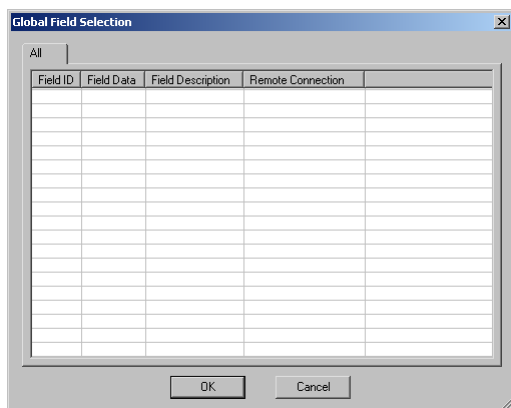 Global Field Selection
All
Field ID Field Data Field Description Remote Connection
OK Cancel